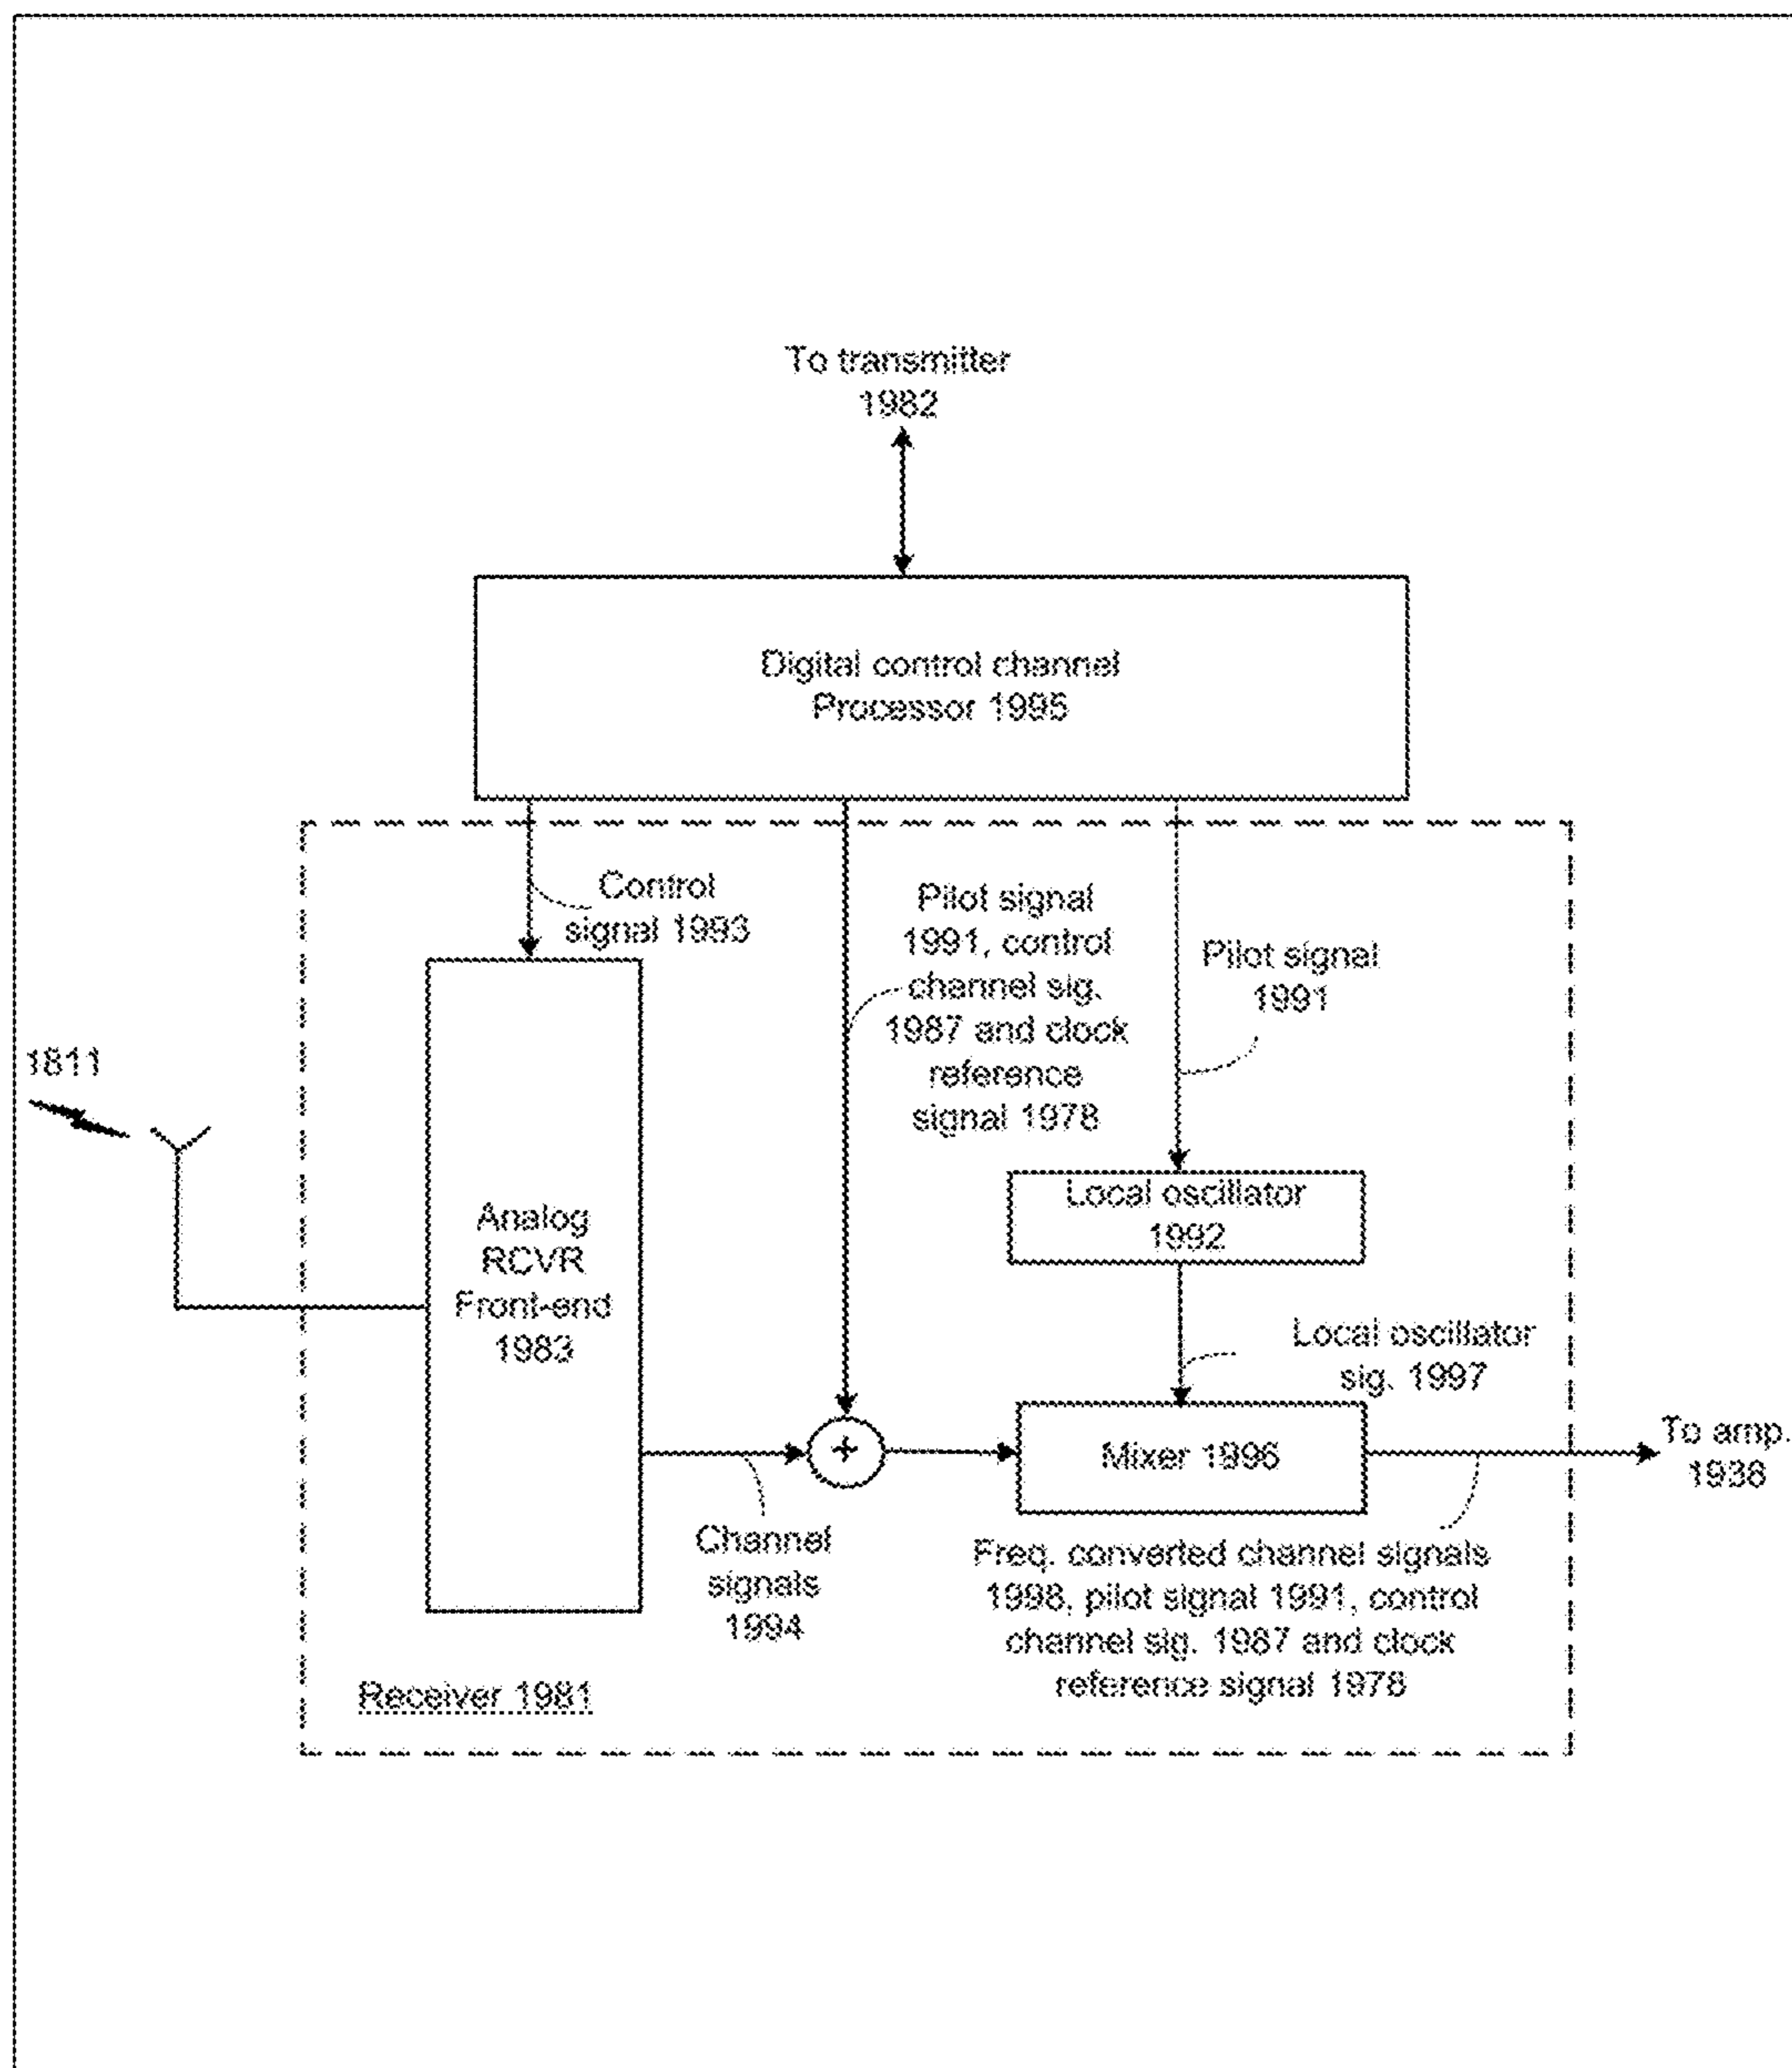 To transmitter
1982
Digital control channel
Processor 1995
Control
signal 1993
Pilot signal
1991, control
channel sig.
1987 and clock
reference
signal 1978
Pilot signal
1991
1811
Local oscillator
1992
Analog
RCVR
Front-end
1983
Local oscillator
sig. 1997
+
Mixer 1996
To amp.
1938
Channel
signals
1994
Freq. converted channel signals
1998, pilot signal 1991, control
channel sig. 1987 and clock
reference signal 1978
Receiver 1981